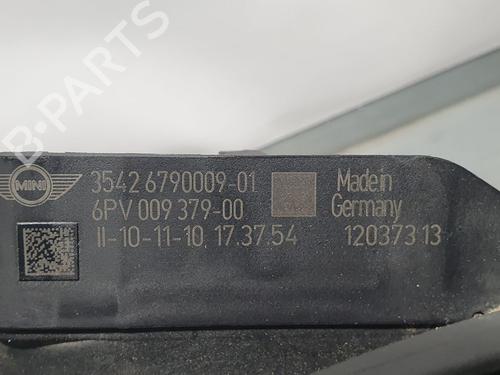 B-PARTS
MINI
3542 6790009-01
6PV 009 379-00
II-10-11-10, 17.37.54
Made in
Germany
12037313